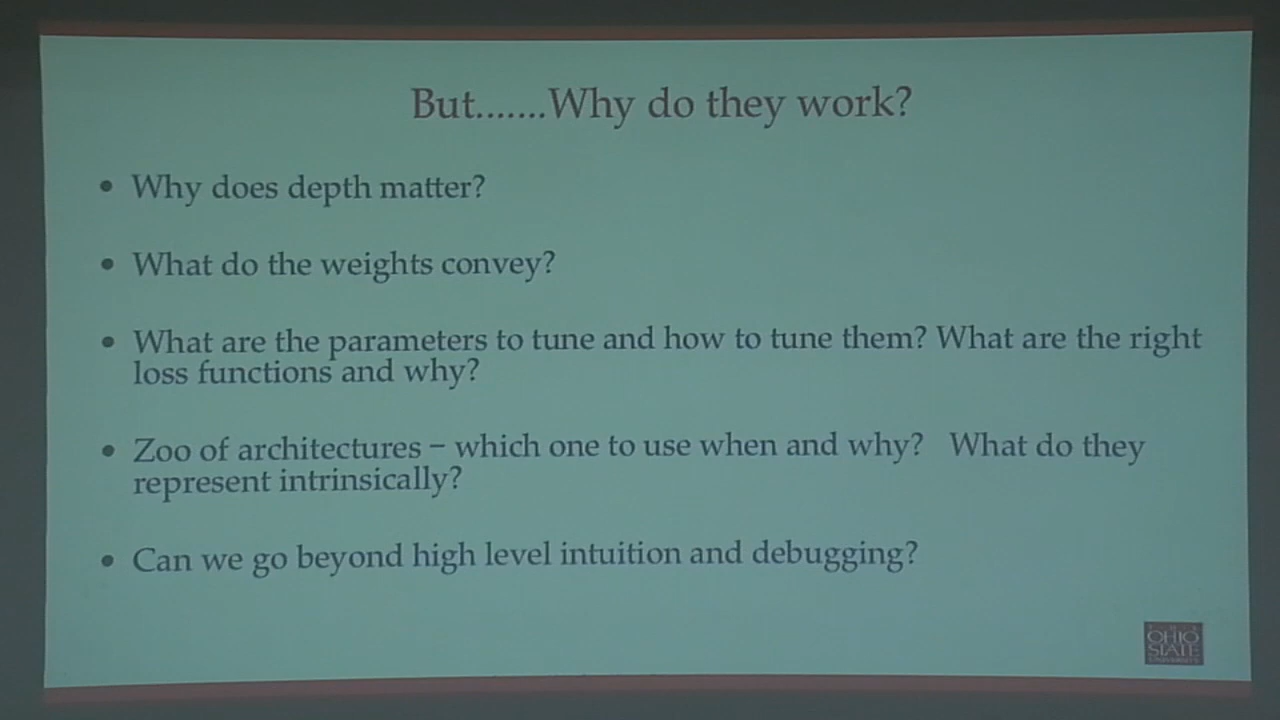 But.......Why do they work?
• Why does depth matter?
• What do the weights convey?
• What are the parameters to tune and how to tune them? What are the right
loss functions and why?
• Zoo of architectures – which one to use when and why? What do they
represent intrinsically?
• Can we go beyond high level intuition and debugging?
THE
OHIO
STATE
UNIVERSITY